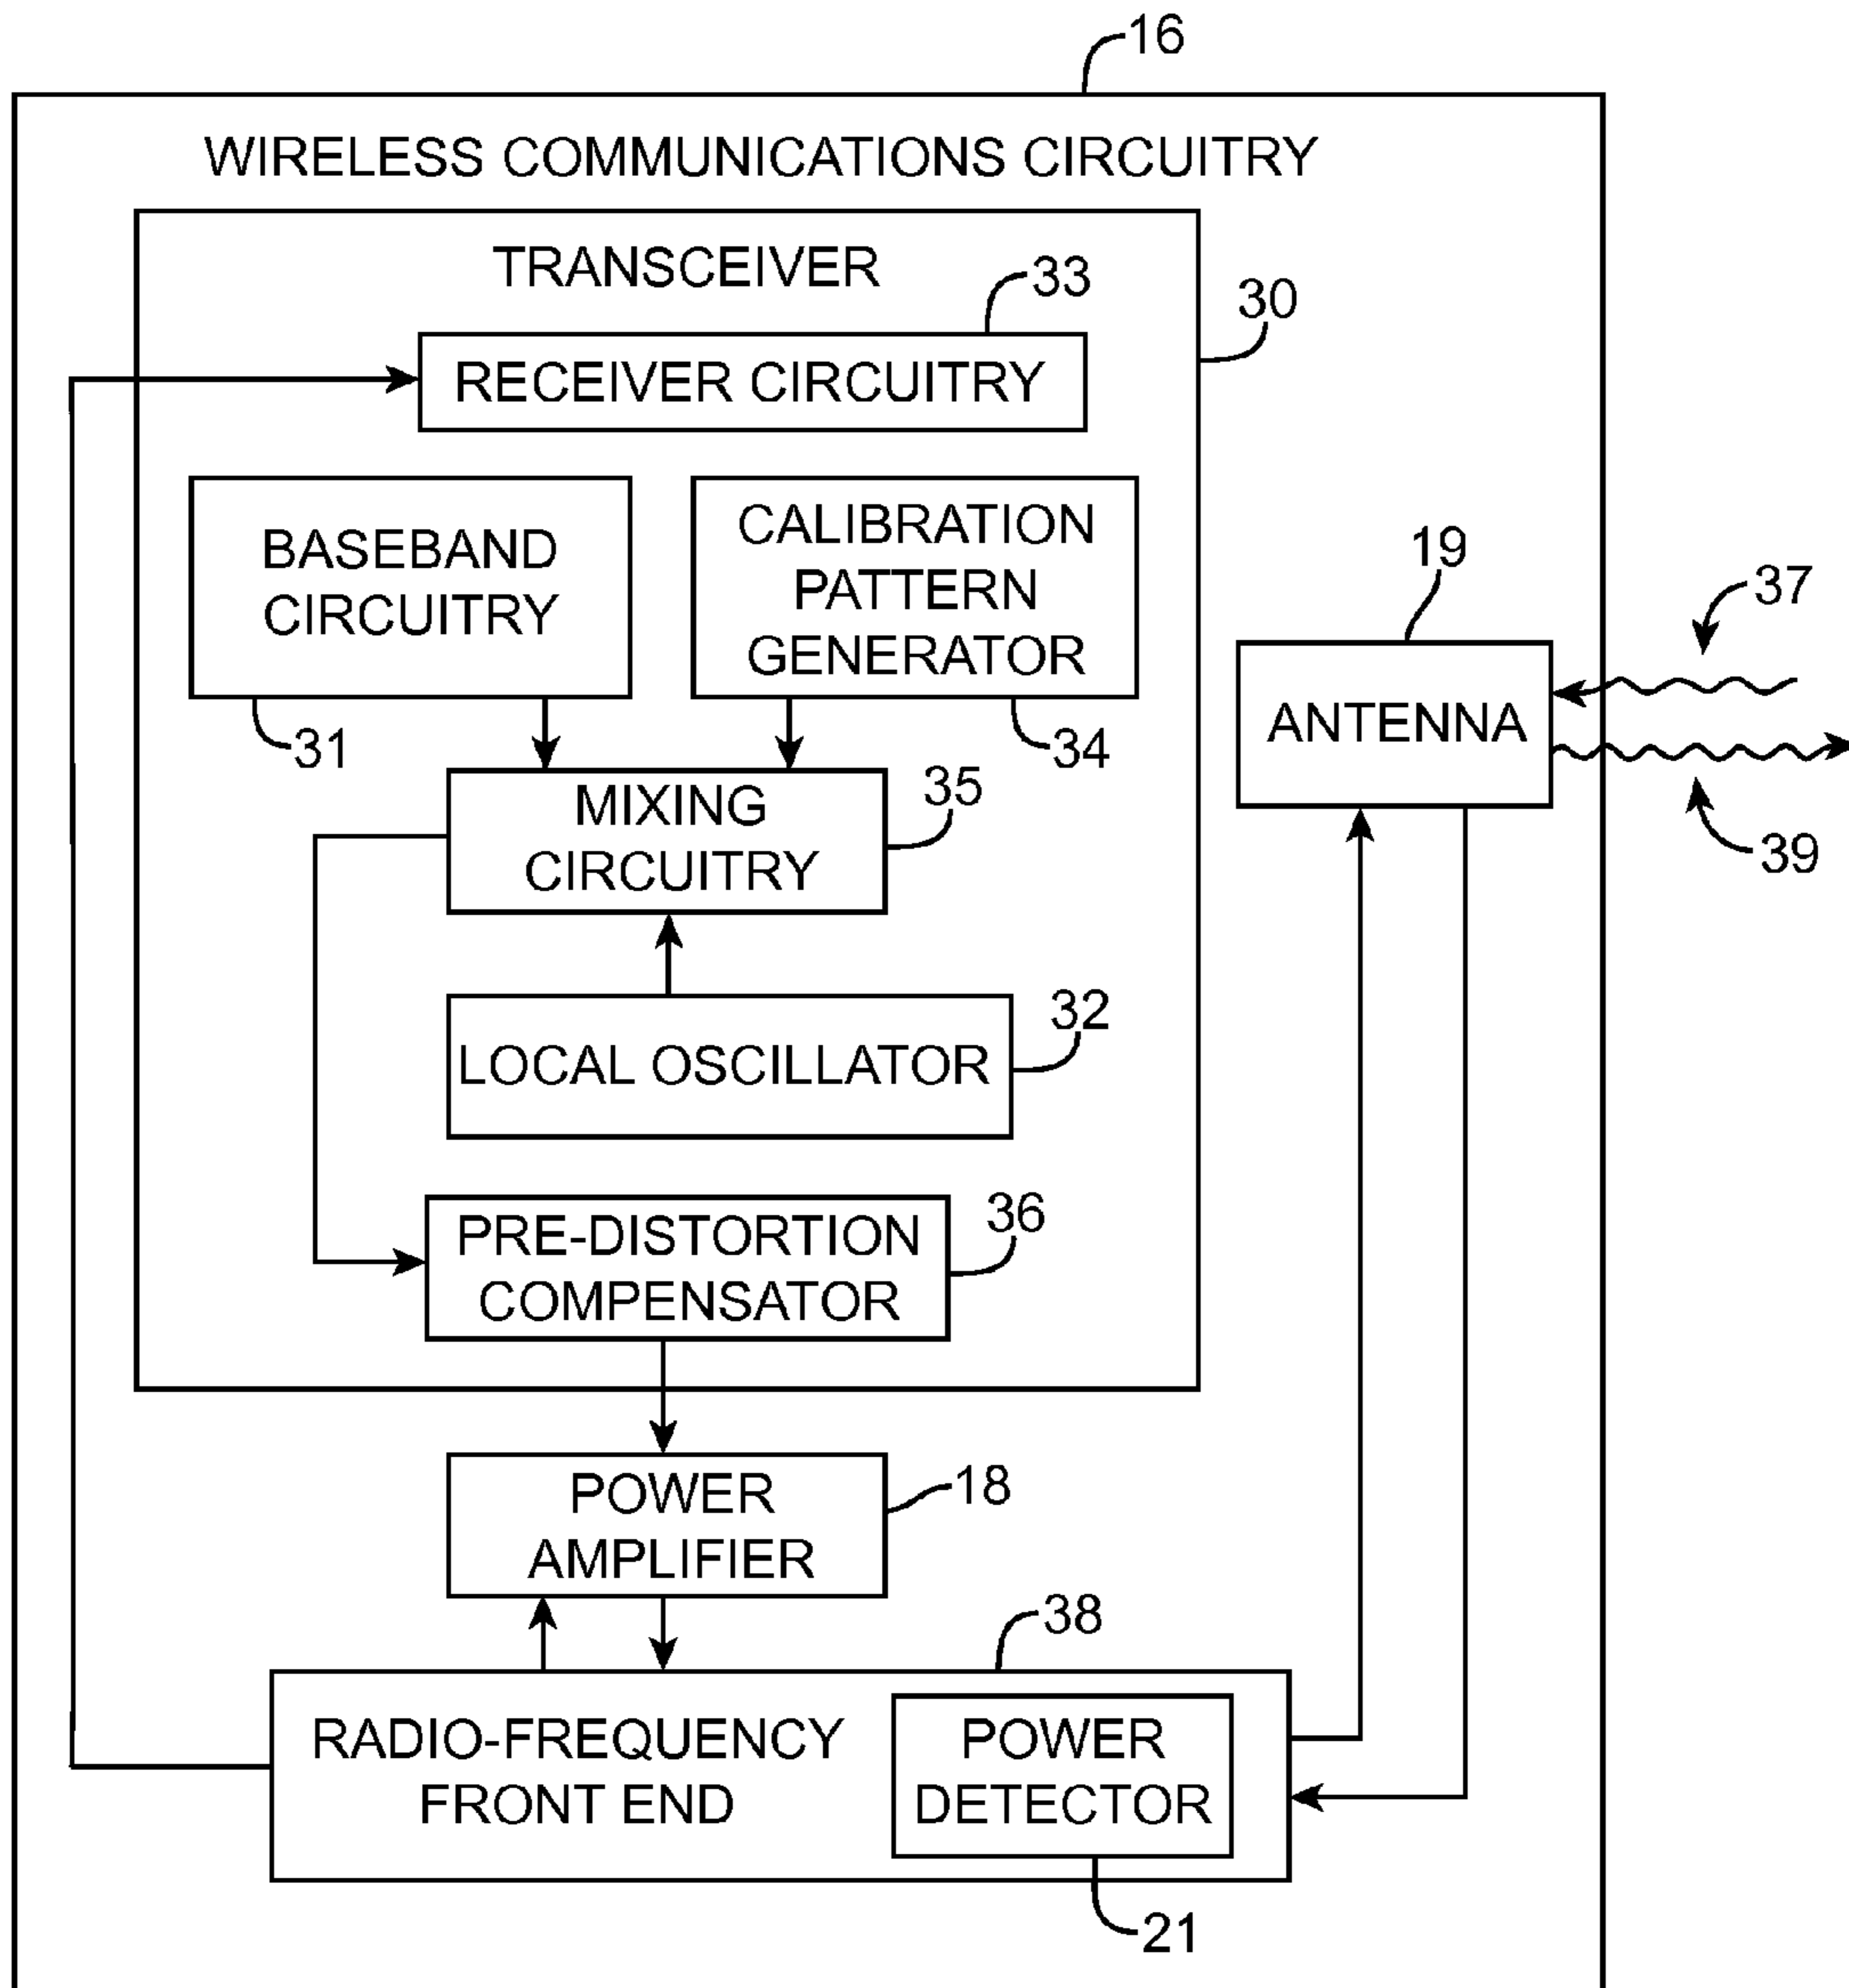 16
WIRELESS COMMUNICATIONS CIRCUITRY
TRANSCEIVER
33
30
RECEIVER CIRCUITRY
BASEBAND
CIRCUITRY
31
CALIBRATION
PATTERN
GENERATOR
34
19
37
ANTENNA
39
MIXING
CIRCUITRY
35
LOCAL OSCILLATOR
32
PRE-DISTORTION
COMPENSATOR
36
POWER
AMPLIFIER
18
38
RADIO-FREQUENCY
FRONT END
POWER
DETECTOR
21